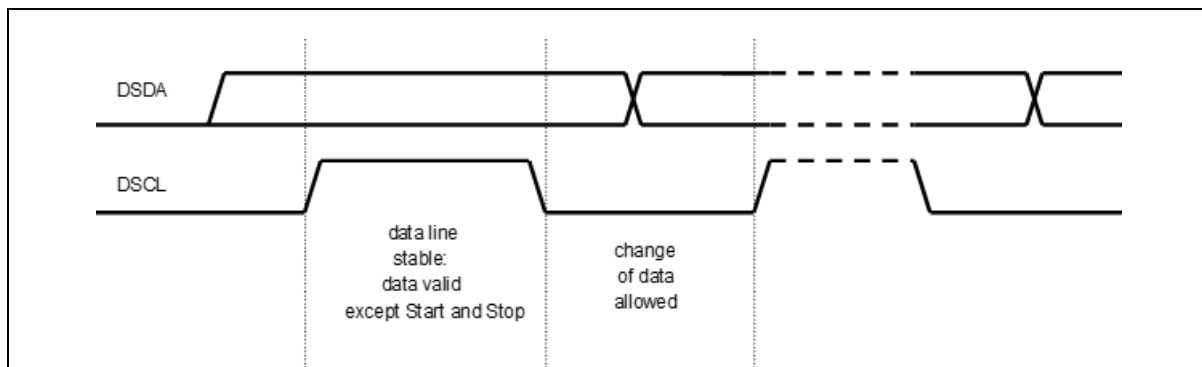 DSDA
DSCL
data line
stable:
data valid
except Start and Stop
change
of data
allowed